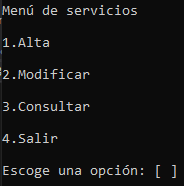 Menú de servicios
1.Alta
2.Modificar
3.Consultar
4.Salir
Escoge una opción: [ ]